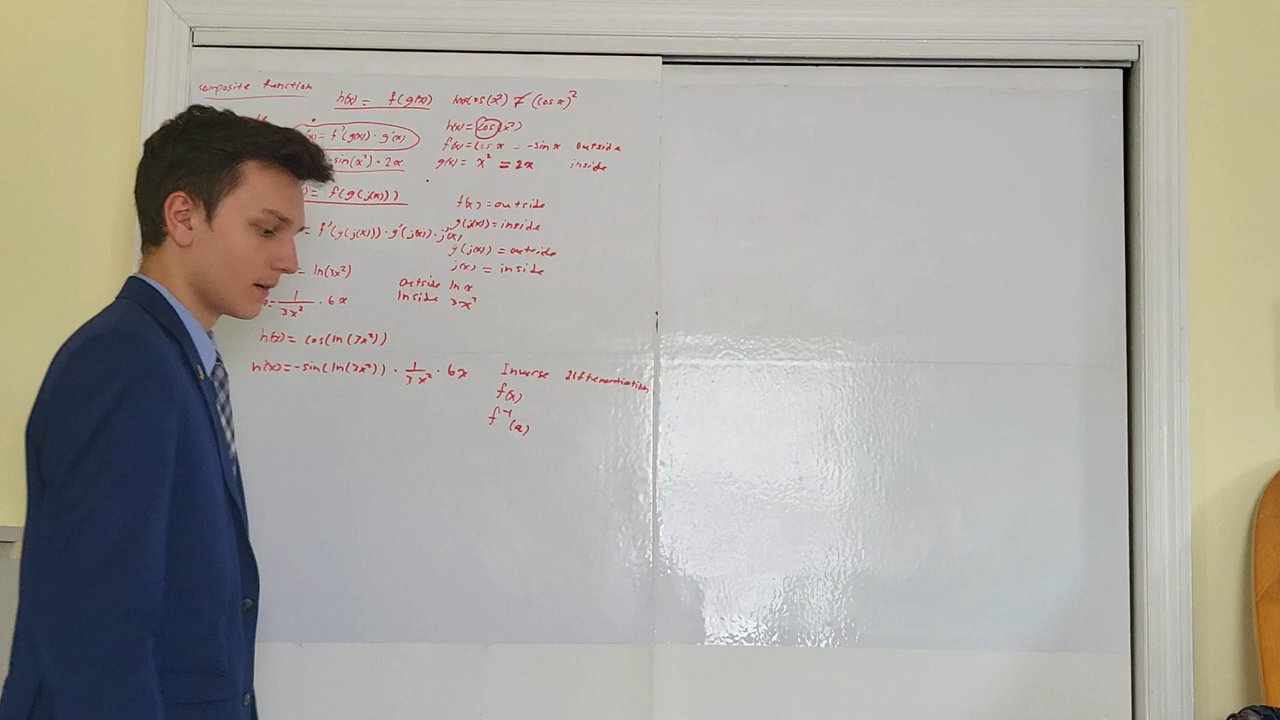 composite function
h(x) = f(g(x)) h(x)=cos(x²) ≠ (cos x)²
h(x) = cos(x²)
(x) = f'(g(x)) · g'(x)
f(x) = cos x = -sin x outside
-sin(x²) · 2x
g(x) = x² = 2x inside
= f(g(j(x)))
f(x) = outside
= f'(g(j(x))) · g'(j(x)) · j'(x)
g(j(x)) = inside
g(j(x)) = outside
j(x) = inside
= ln(3x²)
outside ln x
= 1/3x² · 6x
Inside 3x²
h(x) = cos(ln(3x²))
h'(x) = -sin(ln(3x²)) · 1/3x² · 6x
Inverse differentiation
f(x)
f⁻¹(a)